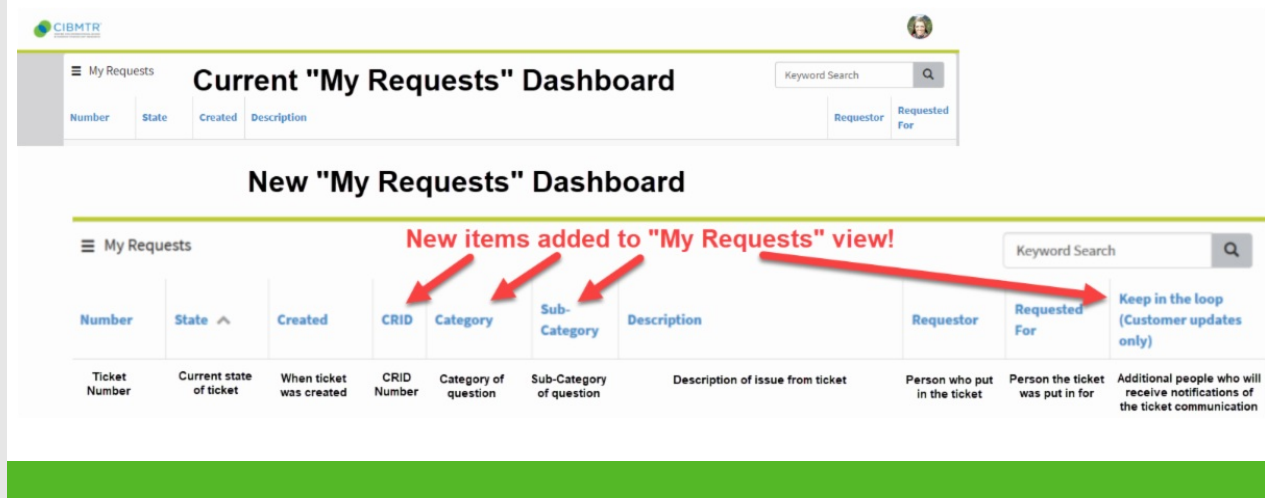 CIBMTR
My Requests
Current "My Requests" Dashboard
Keyword Search
Number State Created Description Requestor Requested For
New "My Requests" Dashboard
My Requests
New items added to "My Requests" view!
Keyword Search
Number State Created CRID Category Sub-Category Description Requestor Requested For Keep in the loop (Customer updates only)
Ticket Number Current state of ticket When ticket was created CRID Number Category of question Sub-Category of question Description of issue from ticket Person who put in the ticket Person the ticket was put in for Additional people who will receive notifications of the ticket communication